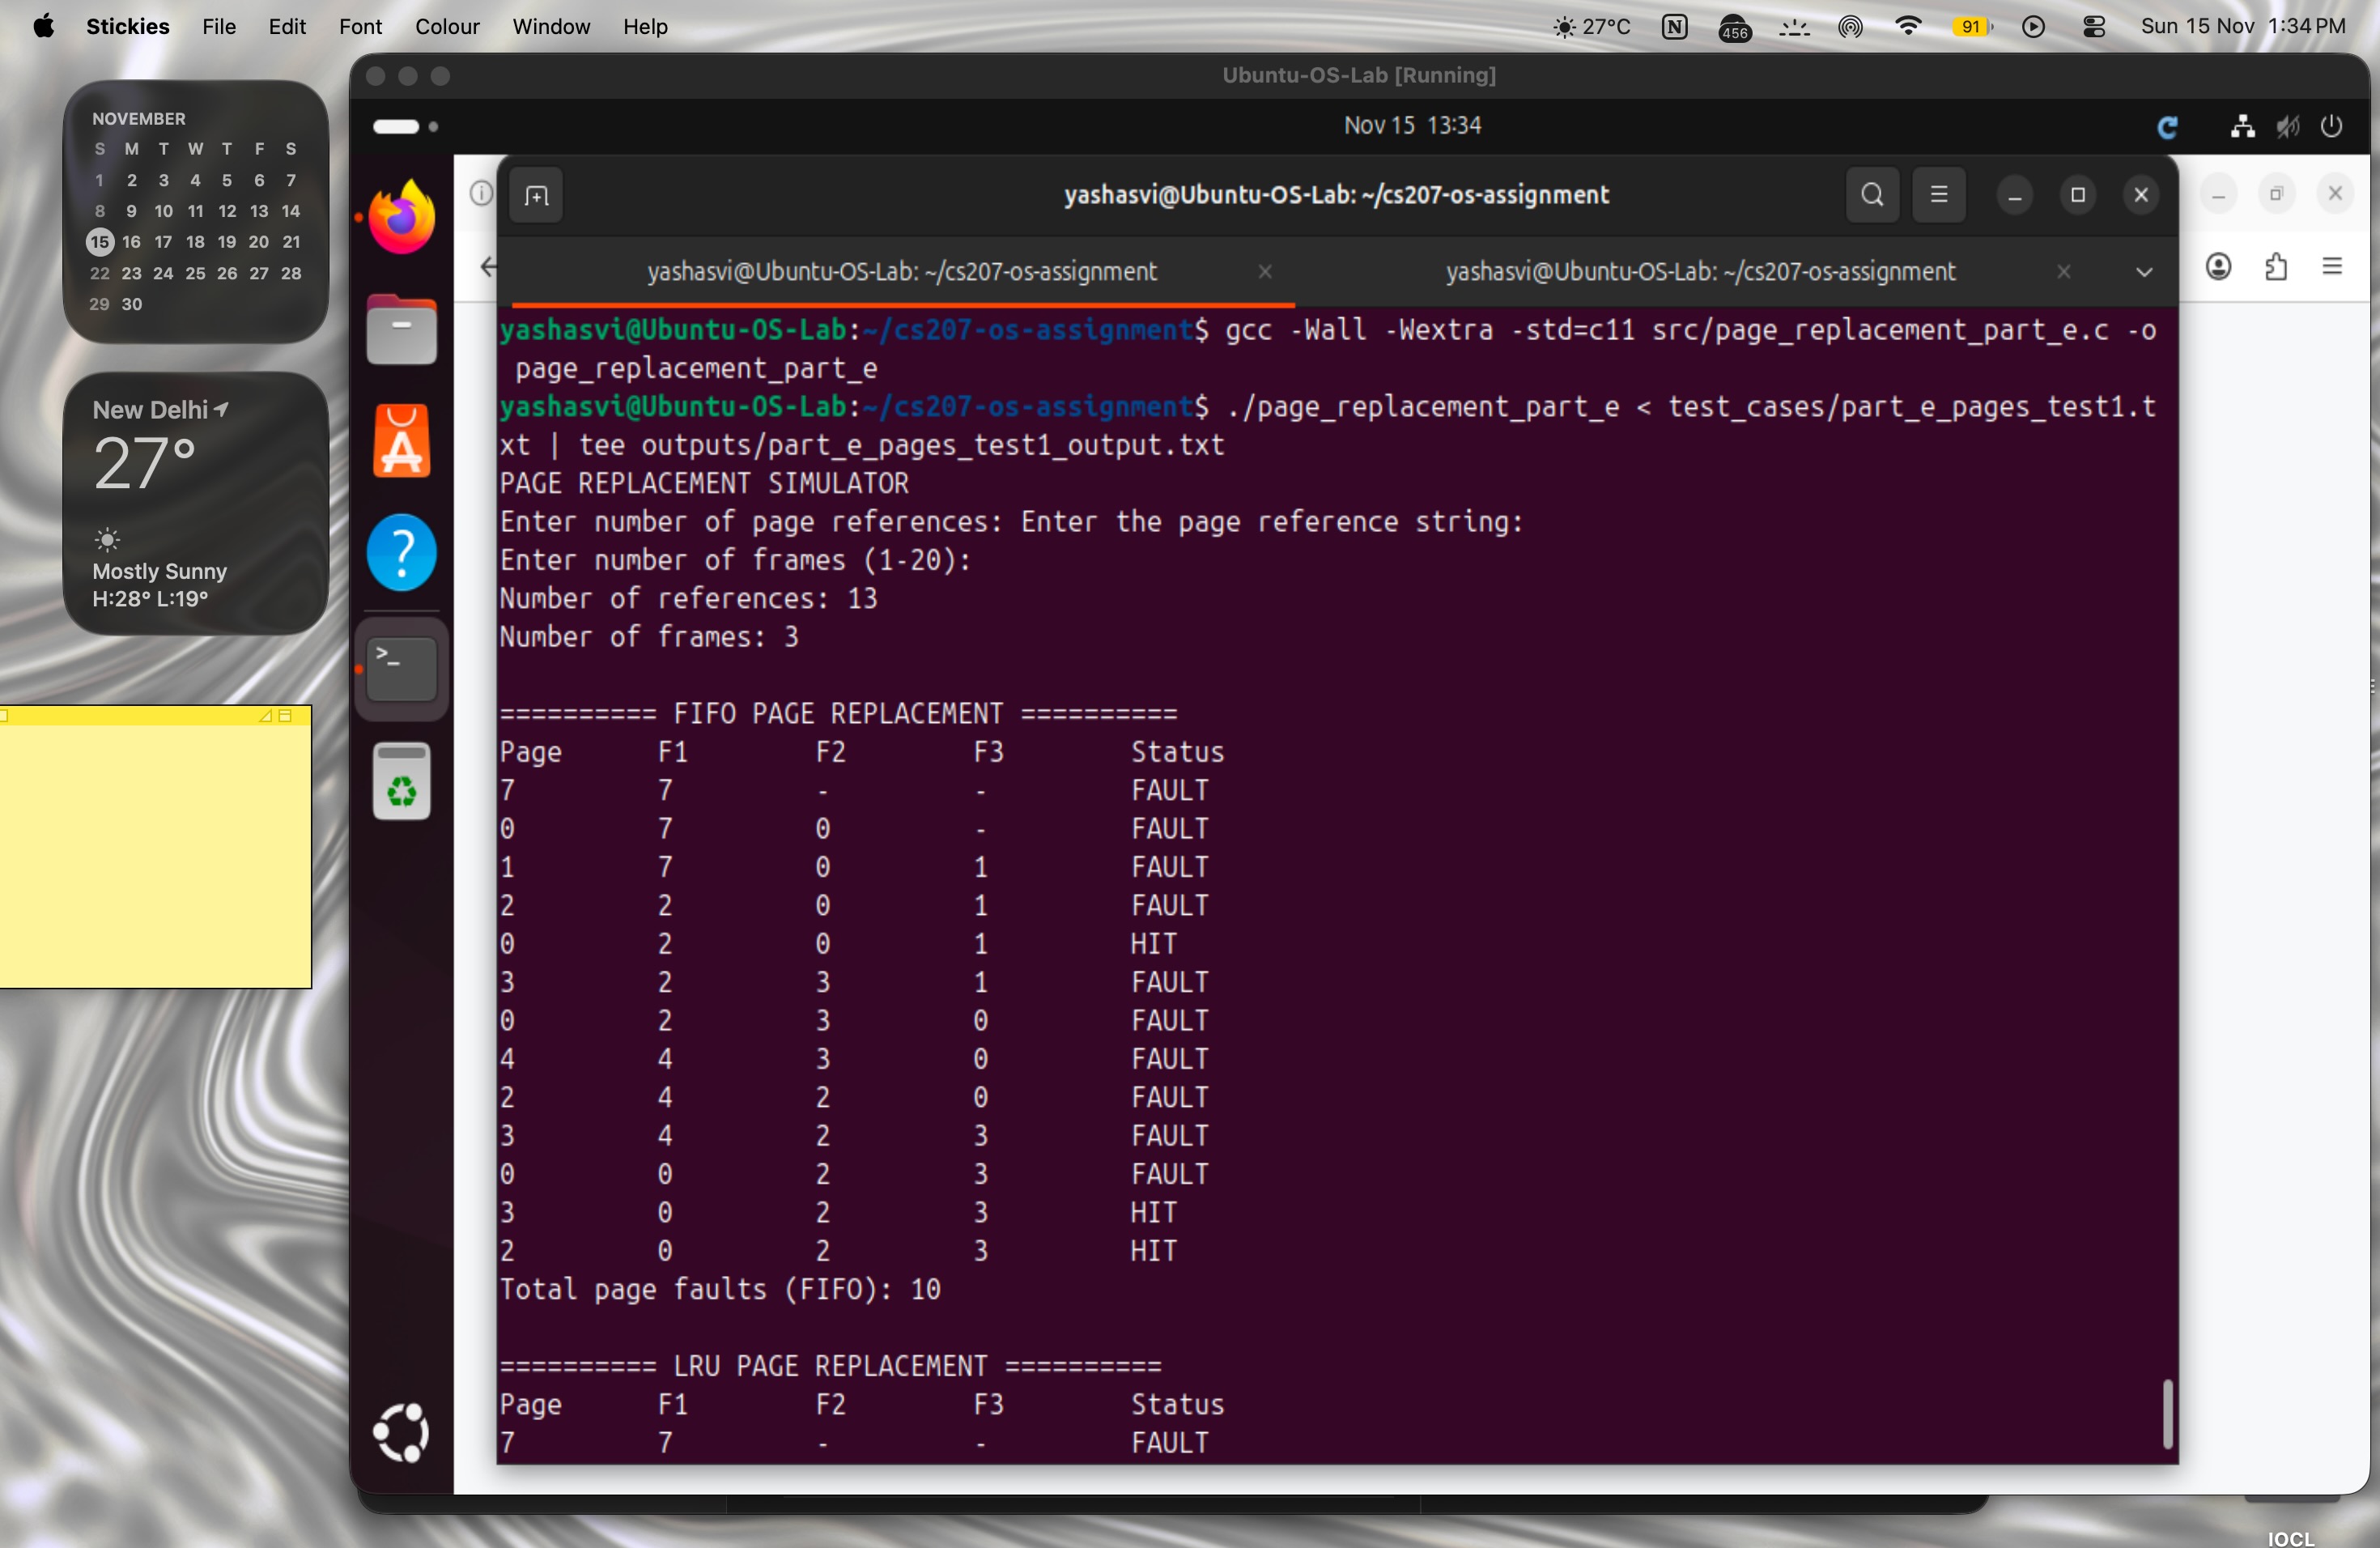 Stickies File Edit Font Colour Window Help 27°C N 456 91 Sun 15 Nov 1:34 PM
Ubuntu-OS-Lab [Running]
Nov 15 13:34
NOVEMBER
S M T W T F S
1 2 3 4 5 6 7
8 9 10 11 12 13 14
15 16 17 18 19 20 21
22 23 24 25 26 27 28
29 30
New Delhi
27°
Mostly Sunny
H:28° L:19°
yashasvi@Ubuntu-OS-Lab: ~/cs207-os-assignment
yashasvi@Ubuntu-OS-Lab: ~/cs207-os-assignment yashasvi@Ubuntu-OS-Lab: ~/cs207-os-assignment
yashasvi@Ubuntu-OS-Lab:~/cs207-os-assignment$ gcc -Wall -Wextra -std=c11 src/page_replacement_part_e.c -o
page_replacement_part_e
yashasvi@Ubuntu-OS-Lab:~/cs207-os-assignment$ ./page_replacement_part_e < test_cases/part_e_pages_test1.t
xt | tee outputs/part_e_pages_test1_output.txt
PAGE REPLACEMENT SIMULATOR
Enter number of page references: Enter the page reference string:
Enter number of frames (1-20):
Number of references: 13
Number of frames: 3
========== FIFO PAGE REPLACEMENT ==========
Page F1 F2 F3 Status
7 7 - - FAULT
0 7 0 - FAULT
1 7 0 1 FAULT
2 2 0 1 FAULT
0 2 0 1 HIT
3 2 3 1 FAULT
0 2 3 0 FAULT
4 4 3 0 FAULT
2 4 2 0 FAULT
3 4 2 3 FAULT
0 0 2 3 FAULT
3 0 2 3 HIT
2 0 2 3 HIT
Total page faults (FIFO): 10
========== LRU PAGE REPLACEMENT ==========
Page F1 F2 F3 Status
7 7 - - FAULT
IOCL